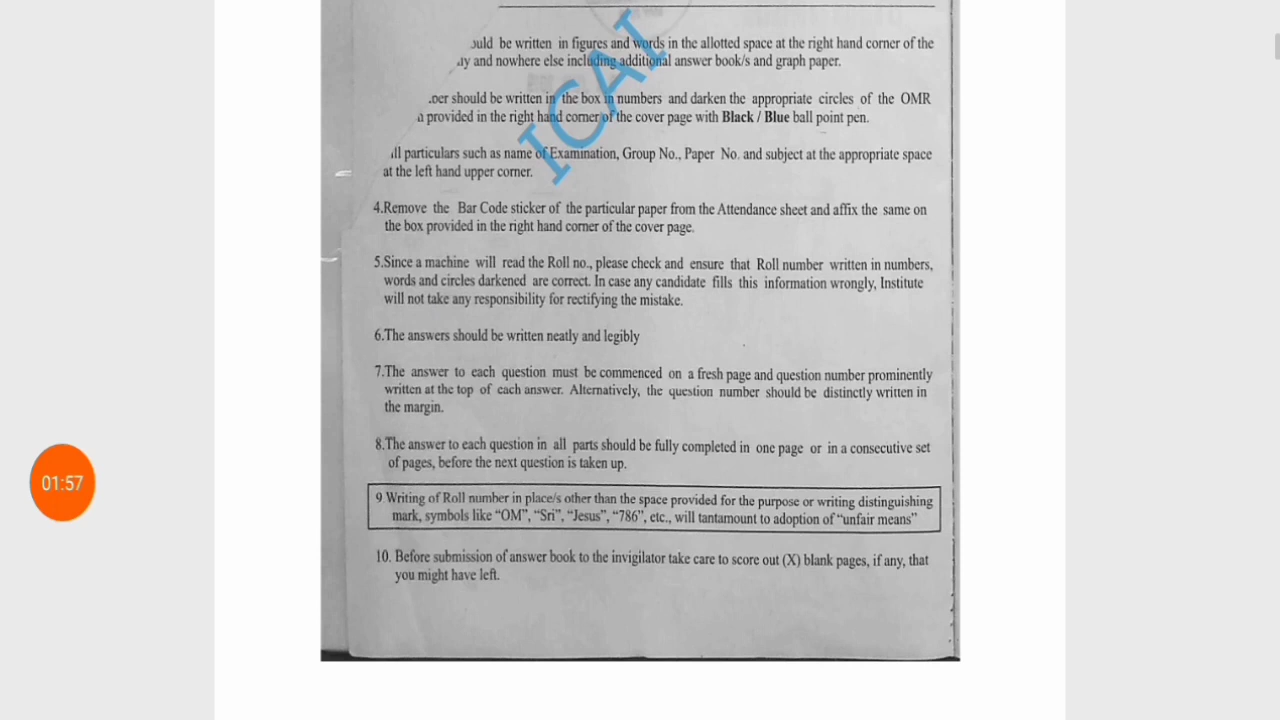 be written in figures and words in the allotted space at the right hand corner of the
and nowhere else including additional answer book/s and graph paper.
should be written in the box in numbers and darken the appropriate circles of the OMR
provided in the right hand corner of the cover page with Black / Blue ball point pen.
particulars such as name of Examination, Group No., Paper No. and subject at the appropriate space
at the left hand upper corner.
ICAI
4.Remove the Bar Code sticker of the particular paper from the Attendance sheet and affix the same on
the box provided in the right hand corner of the cover page.
5.Since a machine will read the Roll no., please check and ensure that Roll number written in numbers,
words and circles darkened are correct. In case any candidate fills this information wrongly, Institute
will not take any responsibility for rectifying the mistake.
6.The answers should be written neatly and legibly
7.The answer to each question must be commenced on a fresh page and question number prominently
written at the top of each answer. Alternatively, the question number should be distinctly written in
the margin.
8.The answer to each question in all parts should be fully completed in one page or in a consecutive set
of pages, before the next question is taken up.
9 Writing of Roll number in place/s other than the space provided for the purpose or writing distinguishing
mark, symbols like “OM”, “Sri”, “Jesus”, “786”, etc., will tantamount to adoption of “unfair means”
10. Before submission of answer book to the invigilator take care to score out (X) blank pages, if any, that
you might have left.
01:57